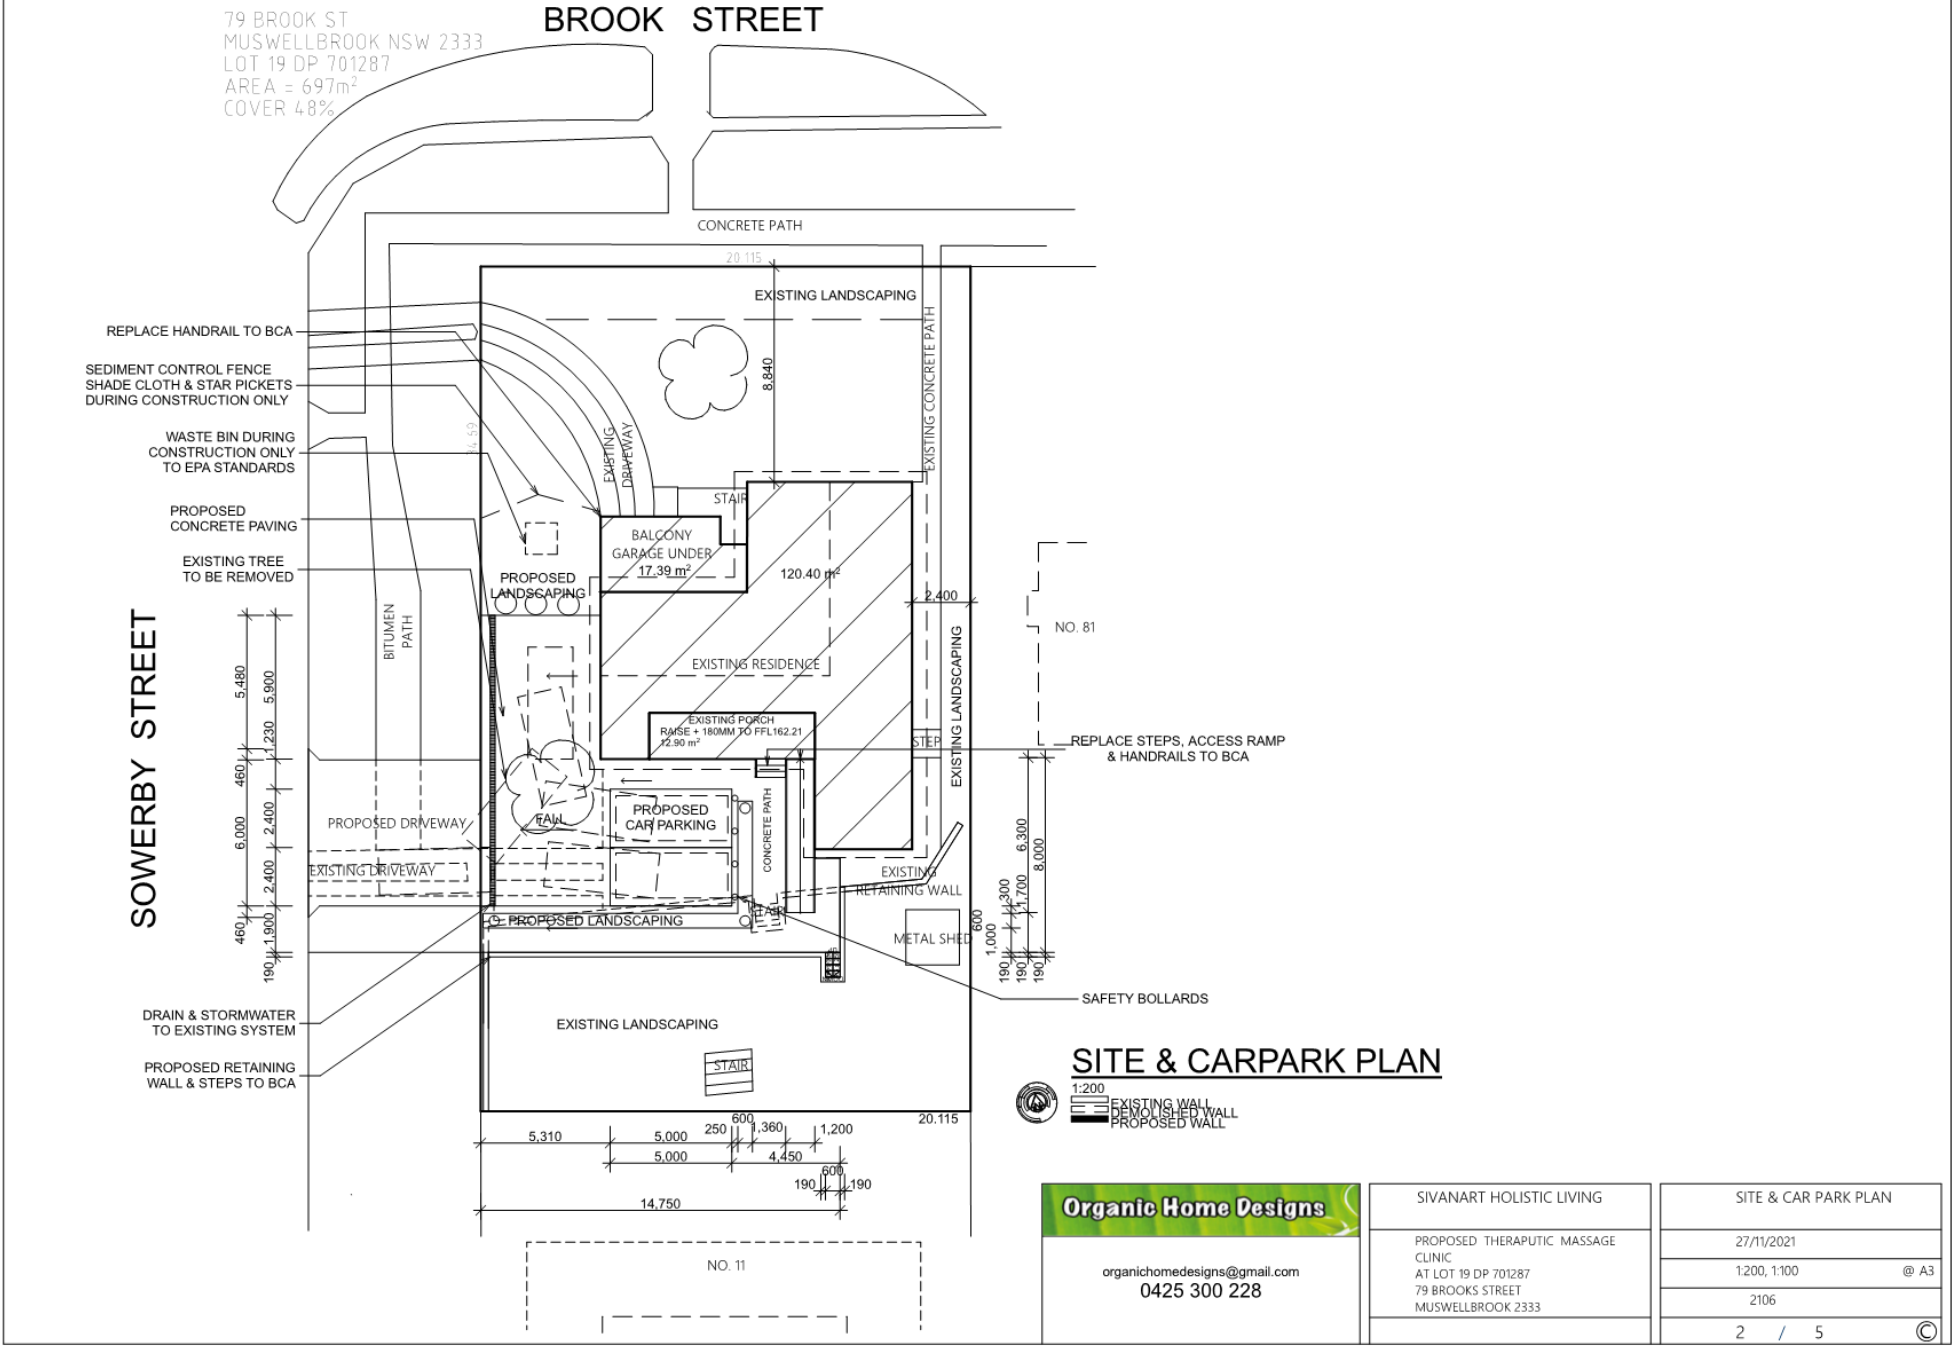 BROOK STREET
79 BROOK ST
MUSWELLBROOK NSW 2333
LOT 19 DP 701287
AREA = 697m²
COVER 48%
CONCRETE PATH
20 115
EXISTING LANDSCAPING
EXISTING CONCRETE PATH
8,840
REPLACE HANDRAIL TO BCA
SEDIMENT CONTROL FENCE
SHADE CLOTH & STAR PICKETS
DURING CONSTRUCTION ONLY
WASTE BIN DURING
CONSTRUCTION ONLY
TO EPA STANDARDS
PROPOSED
CONCRETE PAVING
EXISTING TREE
TO BE REMOVED
EXISTING
DRIVEWAY
STAIR
BALCONY
GARAGE UNDER
17.39 m²
120.40 m²
PROPOSED
LANDSCAPING
2,400
NO. 81
BITUMEN
PATH
SOWERBY STREET
EXISTING RESIDENCE
EXISTING LANDSCAPING
5,480
5,900
1,230
460
6,000
2,400
2,400
460
1,900
190
EXISTING PORCH
RAISE + 180MM TO FFL162.21
12.90 m²
STEP
REPLACE STEPS, ACCESS RAMP
& HANDRAILS TO BCA
PROPOSED DRIVEWAY
FALL
PROPOSED
CAR PARKING
CONCRETE PATH
EXISTING DRIVEWAY
EXISTING
RETAINING WALL
6,300
8,000
1,300
1,700
600
1,000
190
190
190
PROPOSED LANDSCAPING
STAIR
METAL SHED
SAFETY BOLLARDS
DRAIN & STORMWATER
TO EXISTING SYSTEM
EXISTING LANDSCAPING
PROPOSED RETAINING
WALL & STEPS TO BCA
STAIR
SITE & CARPARK PLAN
1:200
EXISTING WALL
DEMOLISHED WALL
PROPOSED WALL
20.115
5,310
5,000
250
600
1,360
1,200
5,000
4,450
600
190
190
14,750
NO. 11
Organic Home Designs
organichomedesigns@gmail.com
0425 300 228
SIVANART HOLISTIC LIVING
PROPOSED THERAPUTIC MASSAGE
CLINIC
AT LOT 19 DP 701287
79 BROOKS STREET
MUSWELLBROOK 2333
SITE & CAR PARK PLAN
27/11/2021
1:200, 1:100 @ A3
2106
2 / 5 ©